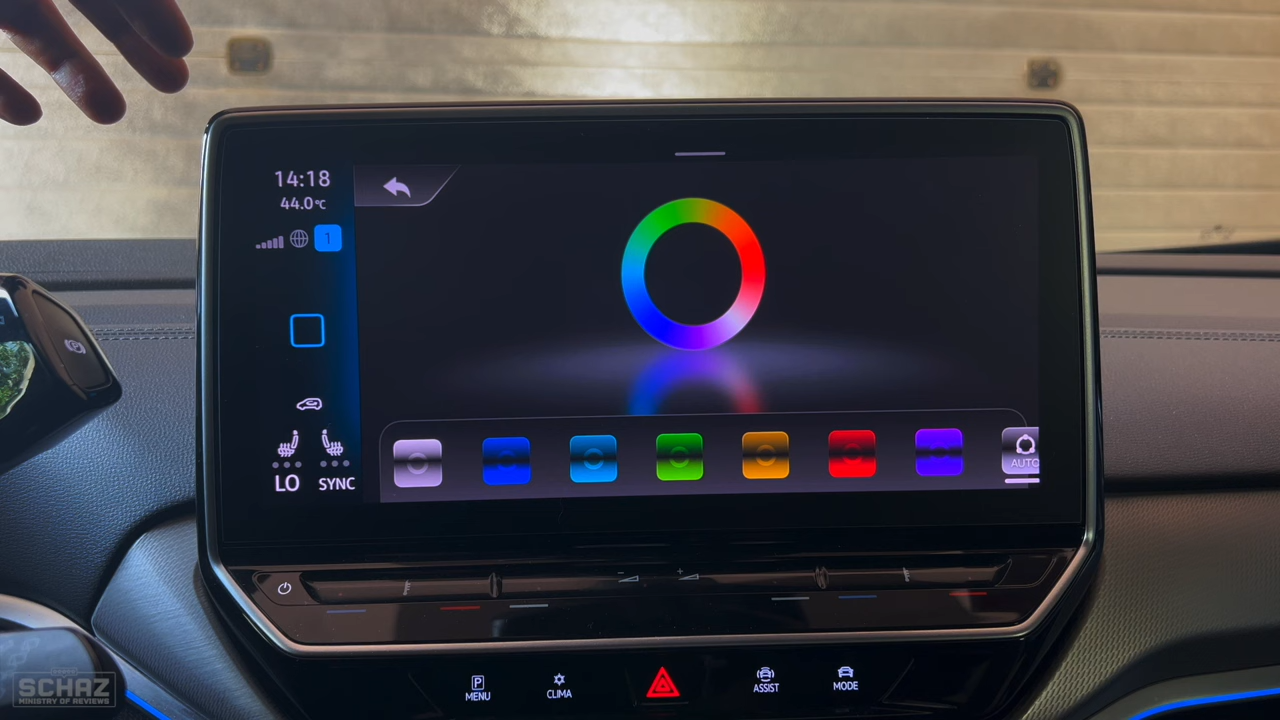 14:18
44.0°C
1
LO
SYNC
AUTO
P
MENU
CLIMA
ASSIST
MODE
SCHAZ
MINISTRY OF REVIEWS